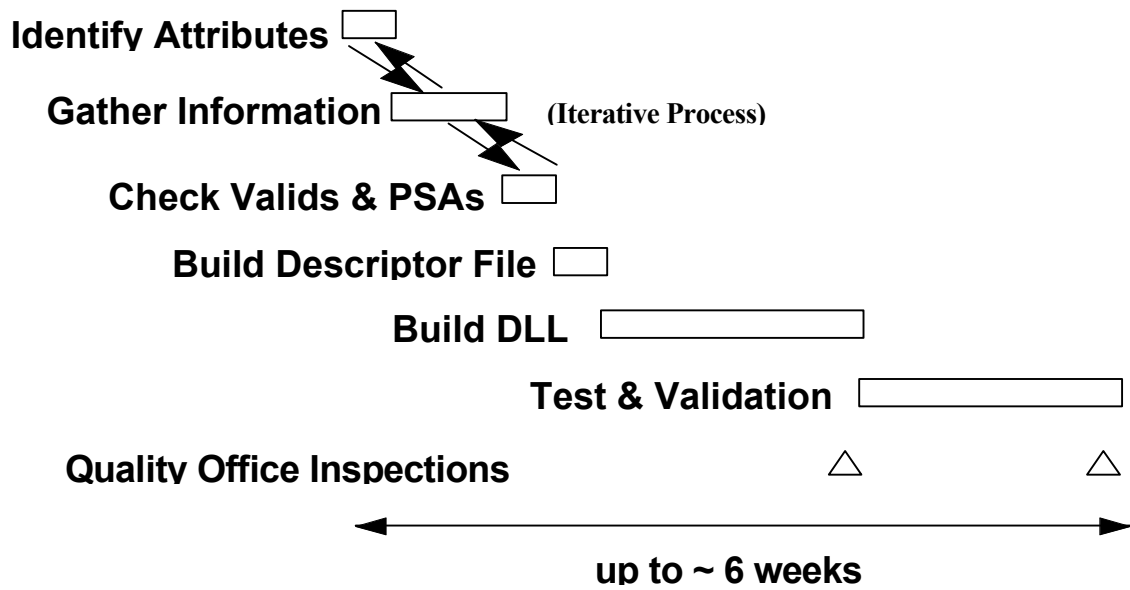 Identify Attributes
Gather Information (Iterative Process)
Check Valids & PSAs
Build Descriptor File
Build DLL
Test & Validation
Quality Office Inspections
up to ~ 6 weeks